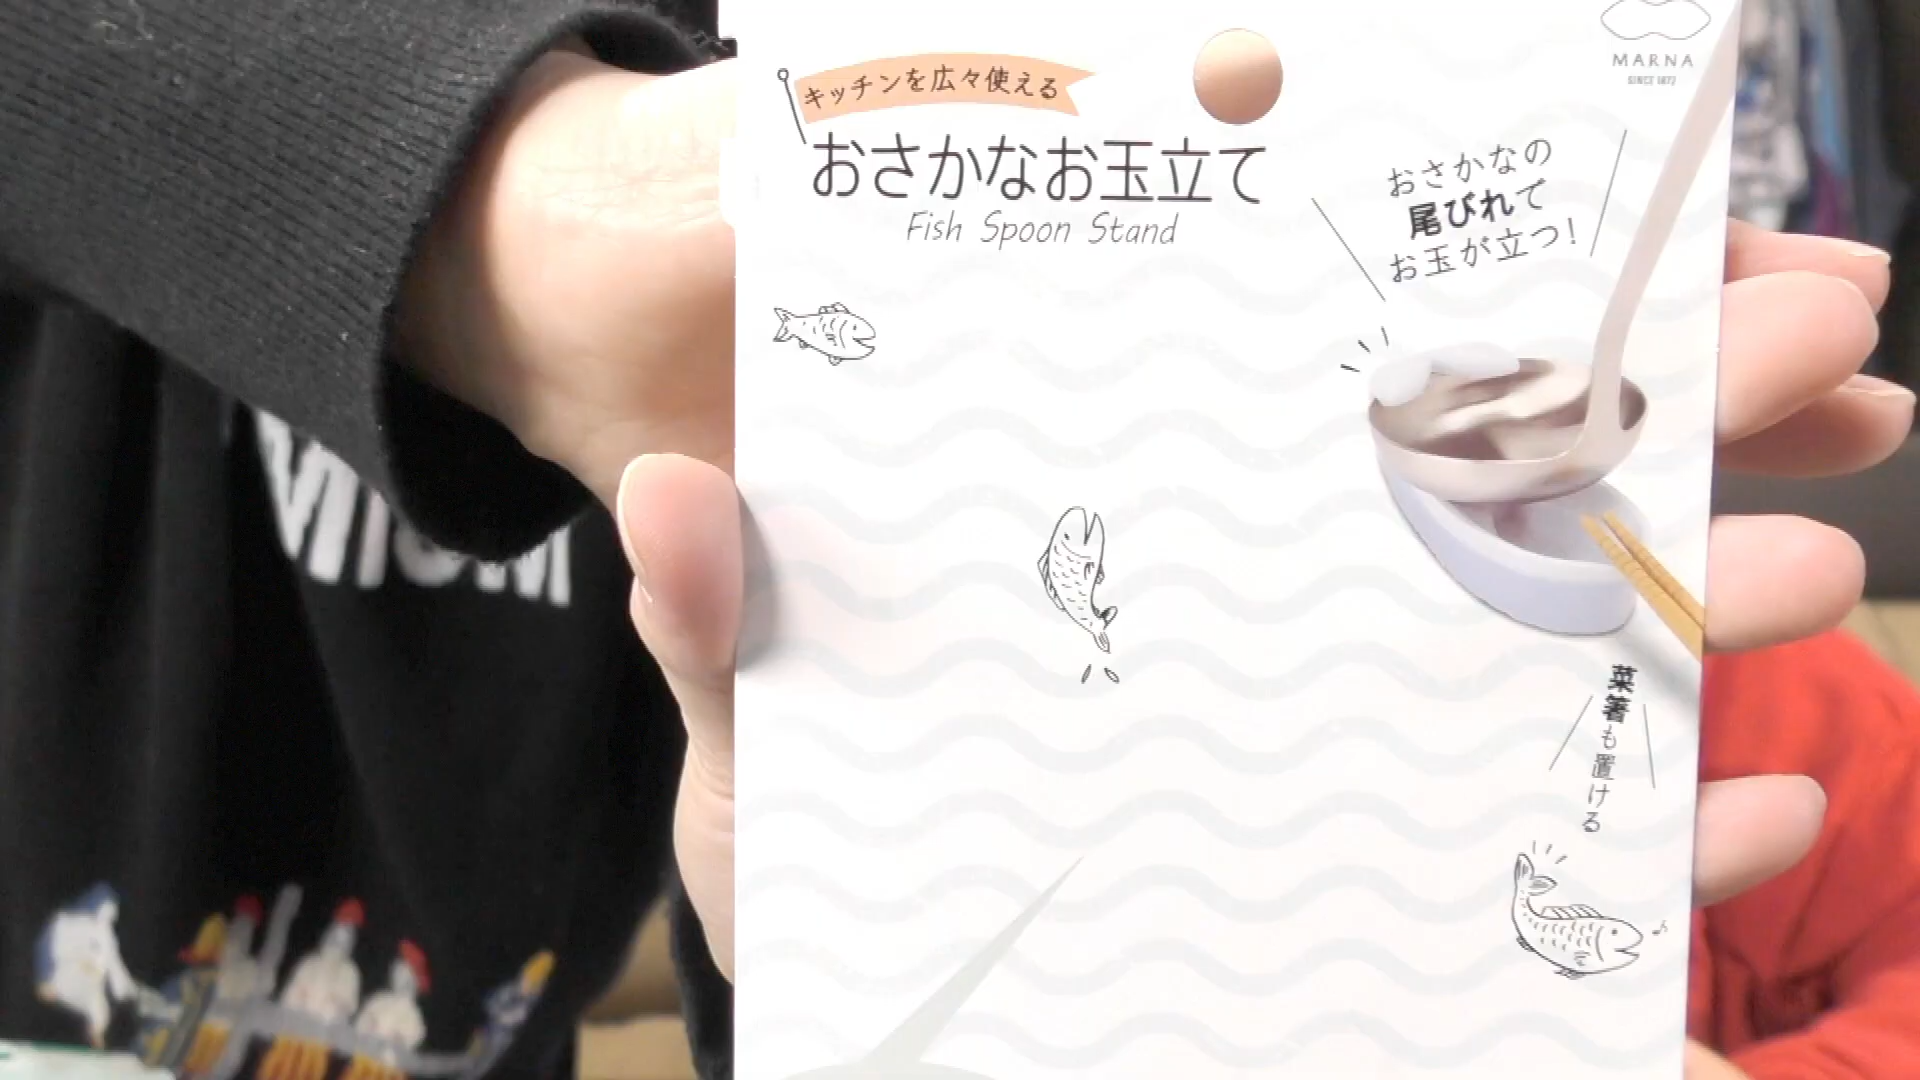 キッチンを広々使える
おさかなお玉立て
Fish Spoon Stand
MARNA
SINCE 1872
おさかなの
尾びれで
お玉が立つ!
菜箸も置ける